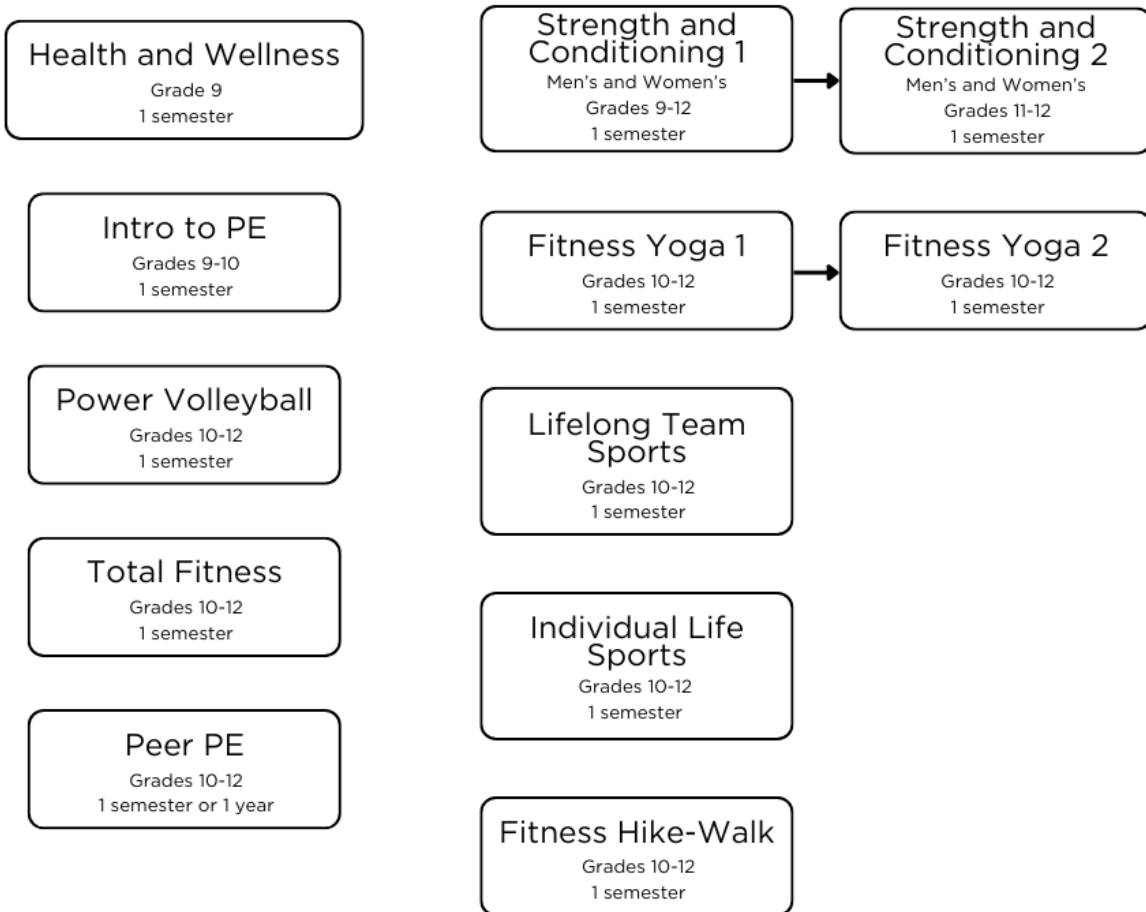 Health and Wellness
Grade 9
1 semester
Intro to PE
Grades 9-10
1 semester
Power Volleyball
Grades 10-12
1 semester
Total Fitness
Grades 10-12
1 semester
Peer PE
Grades 10-12
1 semester or 1 year
Strength and
Conditioning 1
Men's and Women's
Grades 9-12
1 semester
Strength and
Conditioning 2
Men's and Women's
Grades 11-12
1 semester
Fitness Yoga 1
Grades 10-12
1 semester
Fitness Yoga 2
Grades 10-12
1 semester
Lifelong Team
Sports
Grades 10-12
1 semester
Individual Life
Sports
Grades 10-12
1 semester
Fitness Hike-Walk
Grades 10-12
1 semester